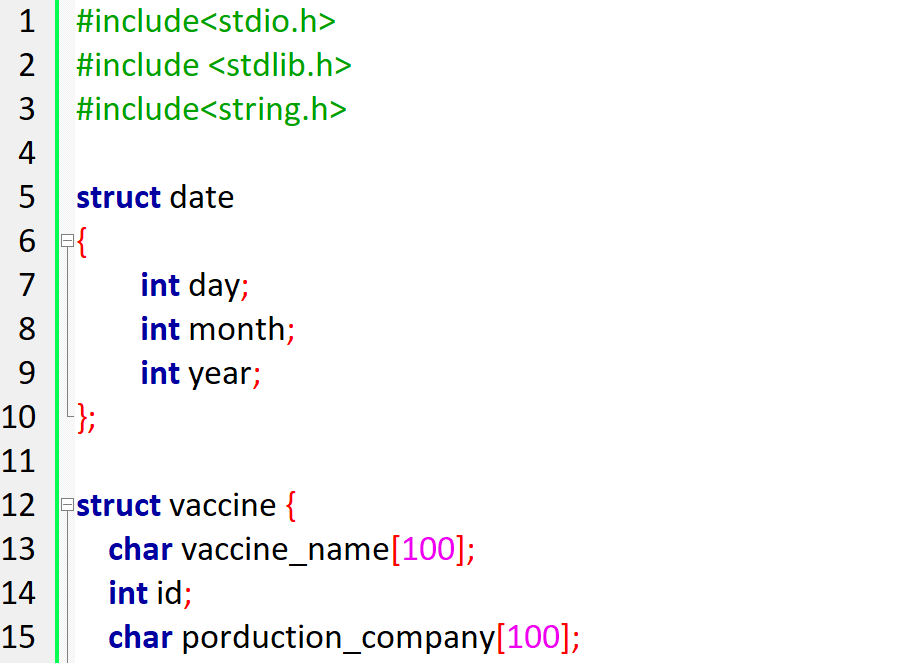 1 #include<stdio.h>
2 #include <stdlib.h>
3 #include<string.h>
4
5 struct date
6 {
7 int day;
8 int month;
9 int year;
10 };
11
12 struct vaccine {
13 char vaccine_name[100];
14 int id;
15 char porduction_company[100];